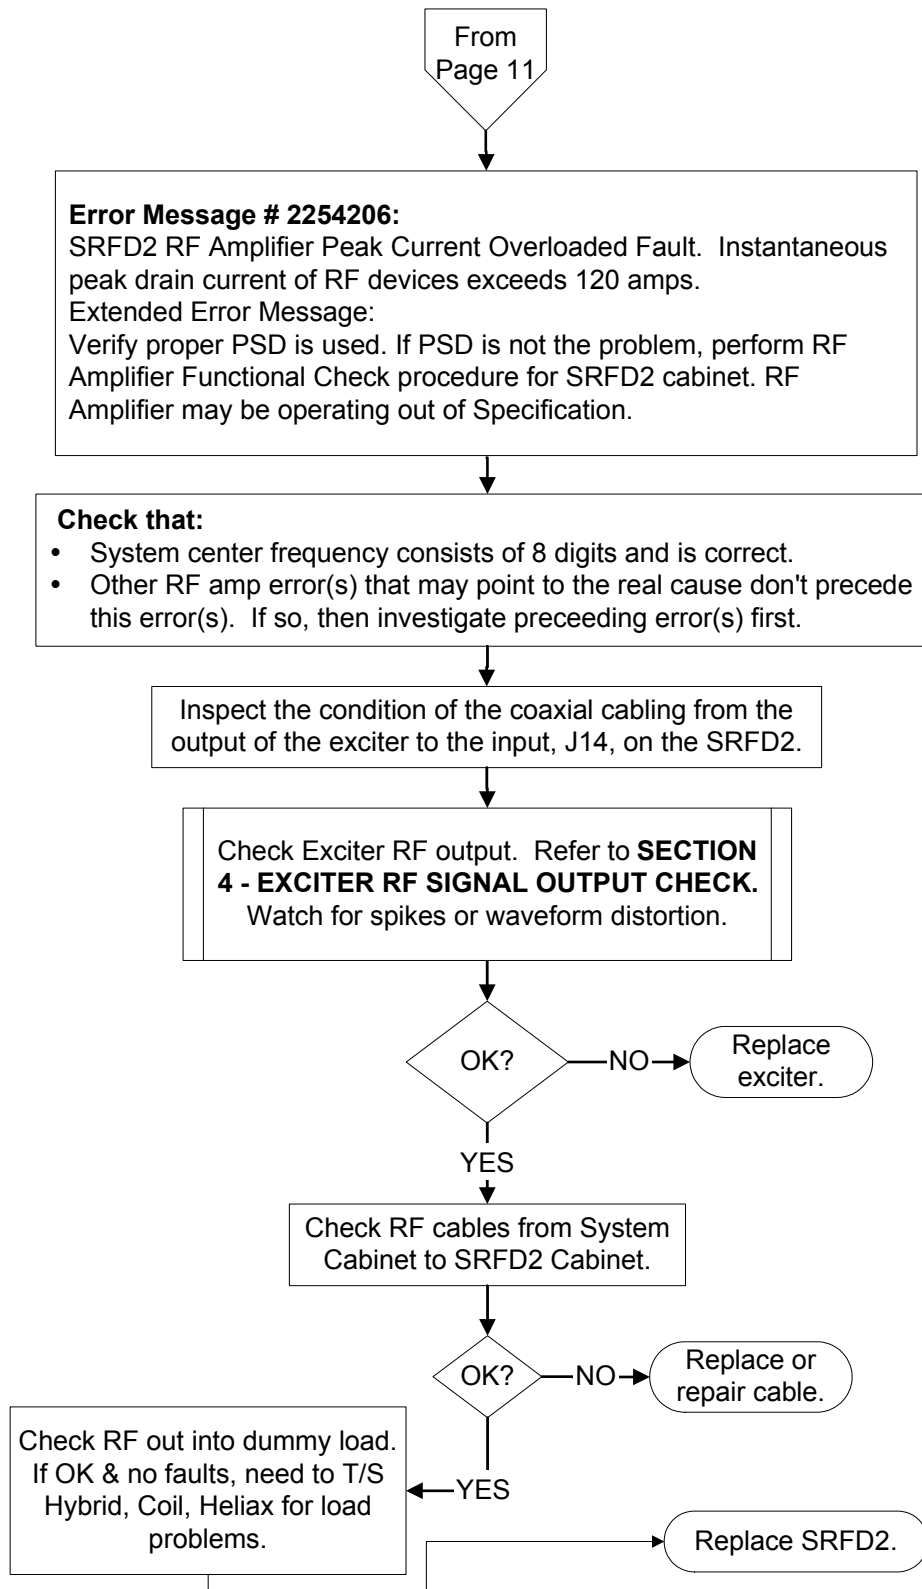 From
Page 11
Error Message # 2254206:
SRFD2 RF Amplifier Peak Current Overloaded Fault. Instantaneous
peak drain current of RF devices exceeds 120 amps.
Extended Error Message:
Verify proper PSD is used. If PSD is not the problem, perform RF
Amplifier Functional Check procedure for SRFD2 cabinet. RF
Amplifier may be operating out of Specification.
Check that:
• System center frequency consists of 8 digits and is correct.
• Other RF amp error(s) that may point to the real cause don't precede
this error(s). If so, then investigate preceeding error(s) first.
Inspect the condition of the coaxial cabling from the
output of the exciter to the input, J14, on the SRFD2.
Check Exciter RF output. Refer to SECTION
4 - EXCITER RF SIGNAL OUTPUT CHECK.
Watch for spikes or waveform distortion.
OK?
NO
Replace
exciter.
YES
Check RF cables from System
Cabinet to SRFD2 Cabinet.
OK?
NO
Replace or
repair cable.
YES
Check RF out into dummy load.
If OK & no faults, need to T/S
Hybrid, Coil, Heliax for load
problems.
Replace SRFD2.